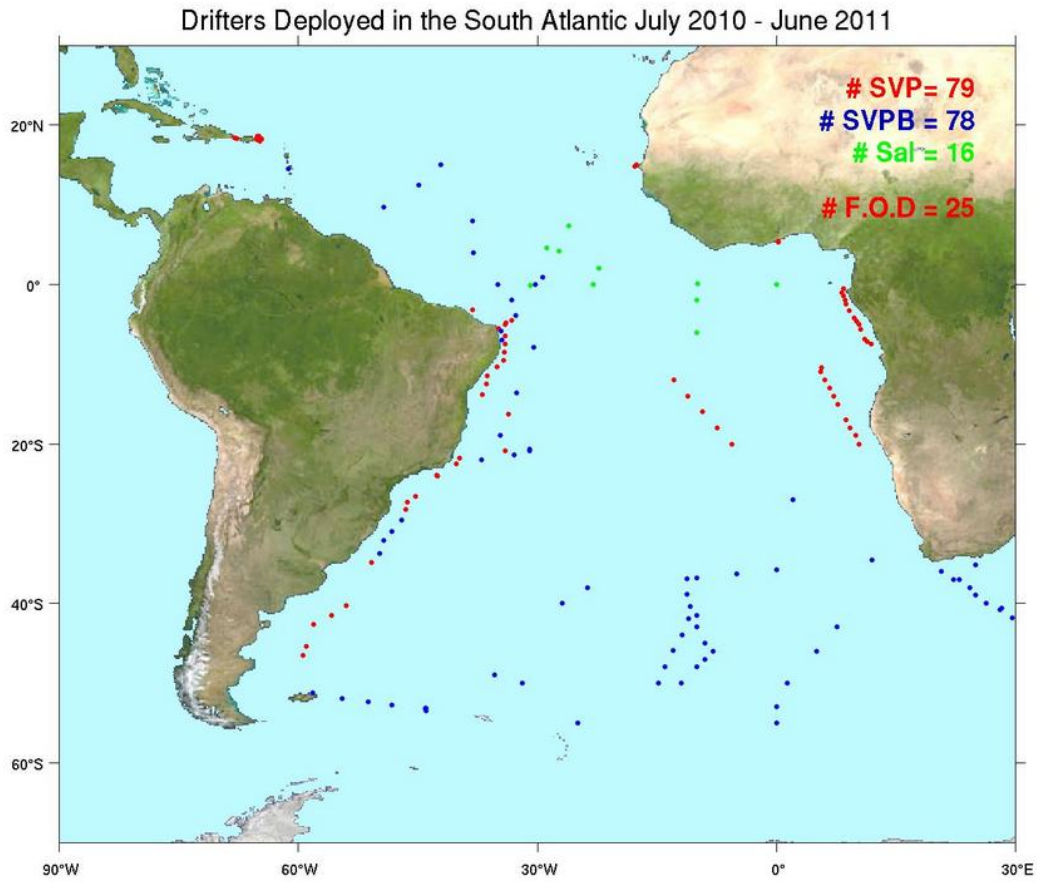 Drifters Deployed in the South Atlantic July 2010 - June 2011
# SVP= 79
# SVPB = 78
# Sal = 16
# F.O.D = 25
20°N
0°
20°S
40°S
60°S
90°W
60°W
30°W
0°
30°E